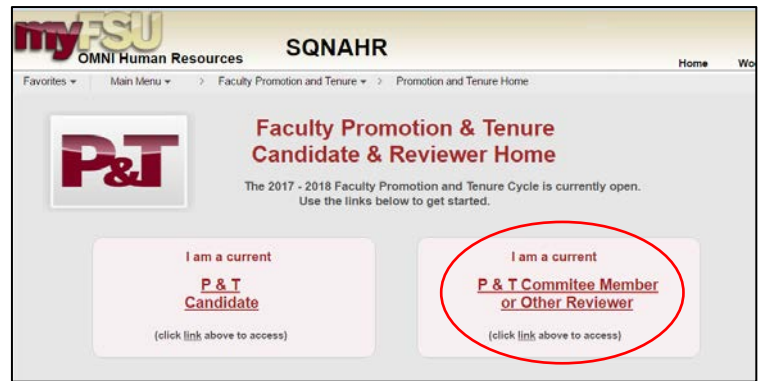 myFSU
OMNI Human Resources
SQNAHR
Home Wo
Favorites Main Menu > Faculty Promotion and Tenure > Promotion and Tenure Home
P&T
Faculty Promotion & Tenure
Candidate & Reviewer Home
The 2017 - 2018 Faculty Promotion and Tenure Cycle is currently open.
Use the links below to get started.
I am a current
P & T
Candidate
(click link above to access)
I am a current
P & T Commitee Member
or Other Reviewer
(click link above to access)